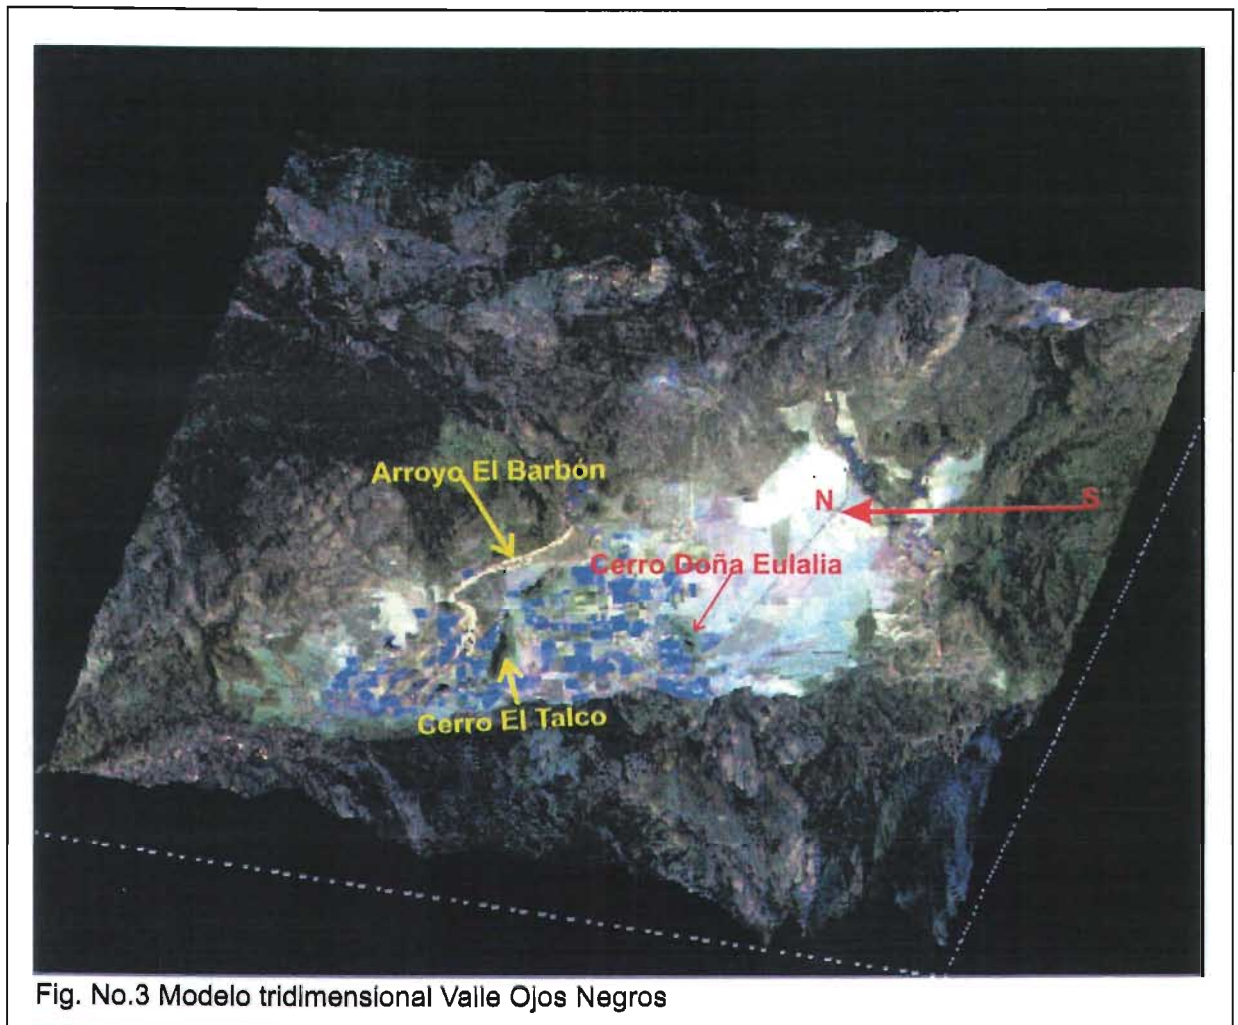 Arroyo El Barbón
N
S
Cerro Doña Eulalia
Cerro El Talco
Fig. No.3 Modelo tridimensional Valle Ojos Negros